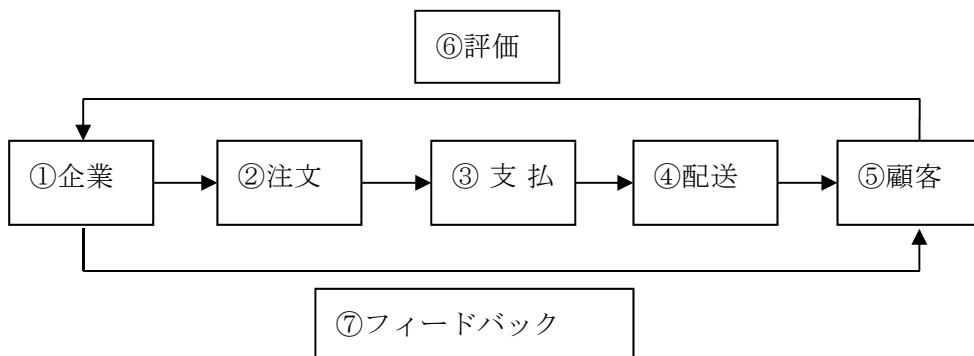 ⑥評価
①企業
②注文
③ 支 払
④配送
⑤顧客
⑦フィードバック